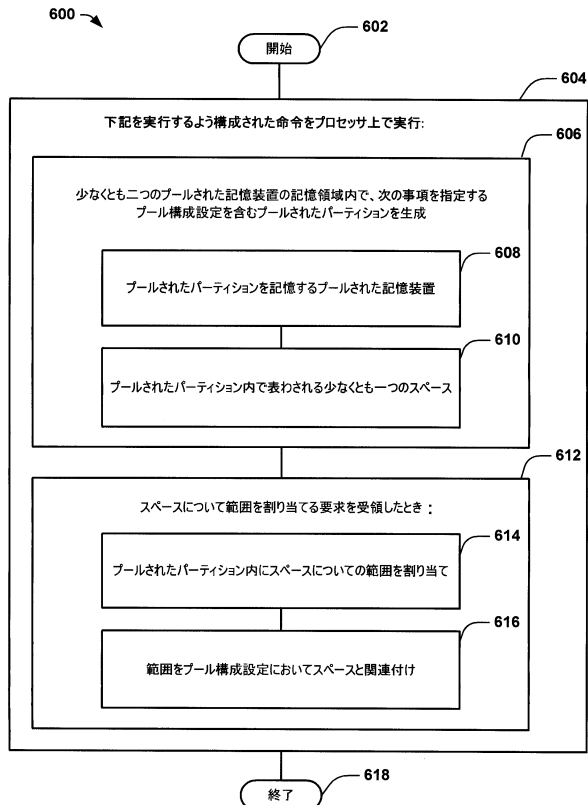 600
開始
602
604
下記を実行するよう構成された命令をプロセッサ上で実行:
606
少なくとも二つのプールされた記憶装置の記憶領域内で、次の事項を指定する
プール構成設定を含むプールされたパーティションを生成
608
プールされたパーティションを記憶するプールされた記憶装置
610
プールされたパーティション内で表わされる少なくとも一つのスペース
612
スペースについて範囲を割り当てる要求を受領したとき:
614
プールされたパーティション内にスペースについての範囲を割り当て
616
範囲をプール構成設定においてスペースと関連付け
終了
618